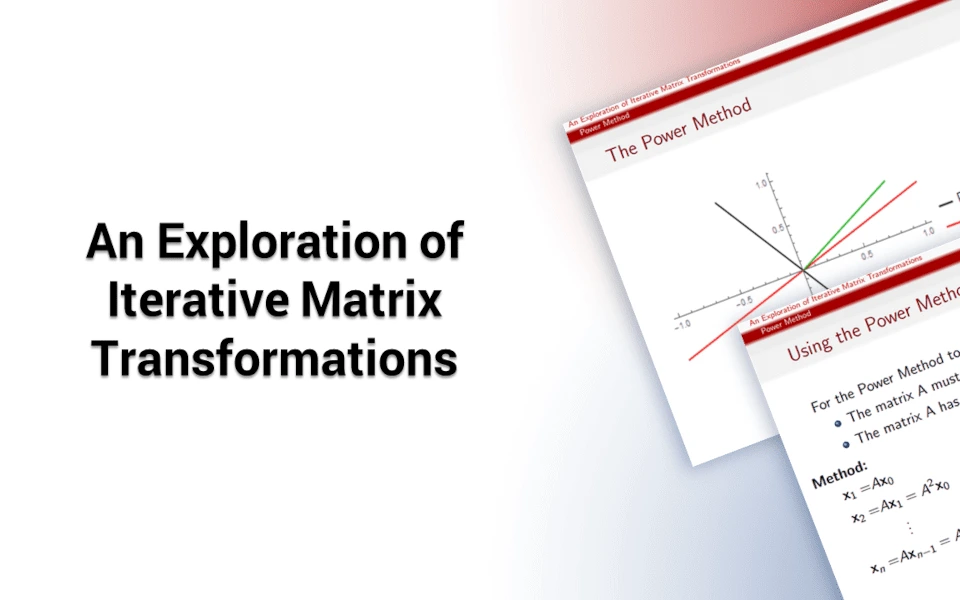 An Exploration of
Iterative Matrix
Transformations
An Exploration of Iterative Matrix Transformations
Power Method
The Power Method
1.0
0.5
-1.0
-0.5
0.5
1.0
An Exploration of Iterative Matrix Transformations
Power Method
Using the Power
For the Power Method to
The matrix A must
The matrix A has
Method:
x₁ =Ax₀
x₂ =Ax₁ = A²x₀
⋮
xₙ =Axₙ₋₁ =